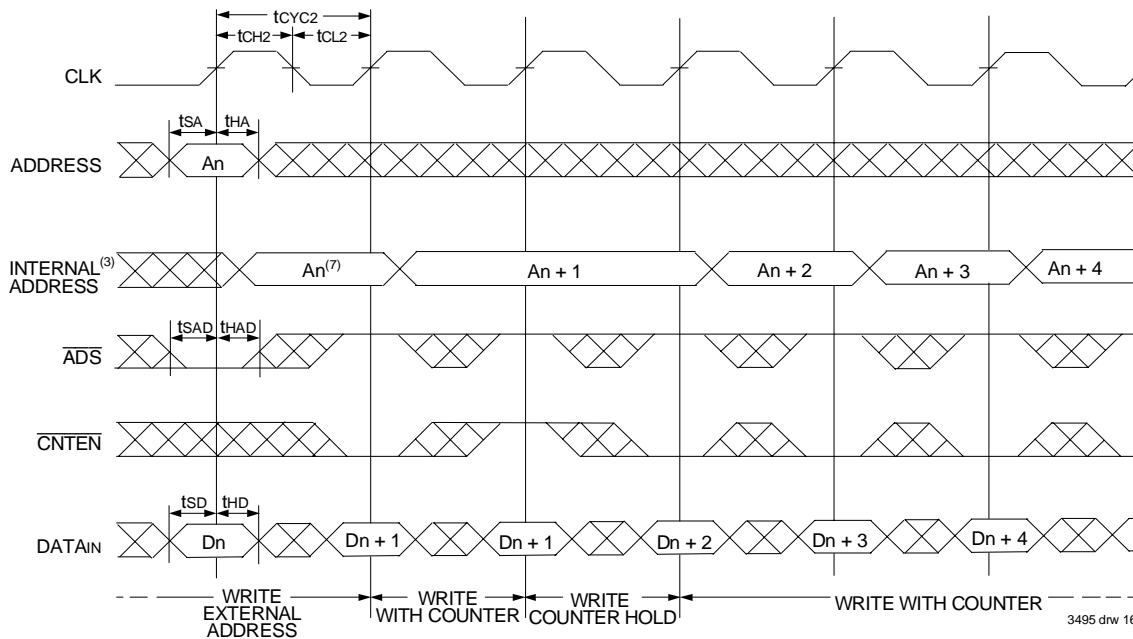 tCYC2
tCH2 tCL2
CLK
tSA tHA
ADDRESS An
INTERNAL(3)
ADDRESS
An(7) An + 1 An + 2 An + 3 An + 4
tSAD tHAD
ADS
CNTEN
tSD tHD
DATAIN Dn Dn + 1 Dn + 1 Dn + 2 Dn + 3 Dn + 4
WRITE
EXTERNAL
ADDRESS
WRITE
WITH COUNTER
WRITE
COUNTER HOLD
WRITE WITH COUNTER
3495 drw 16